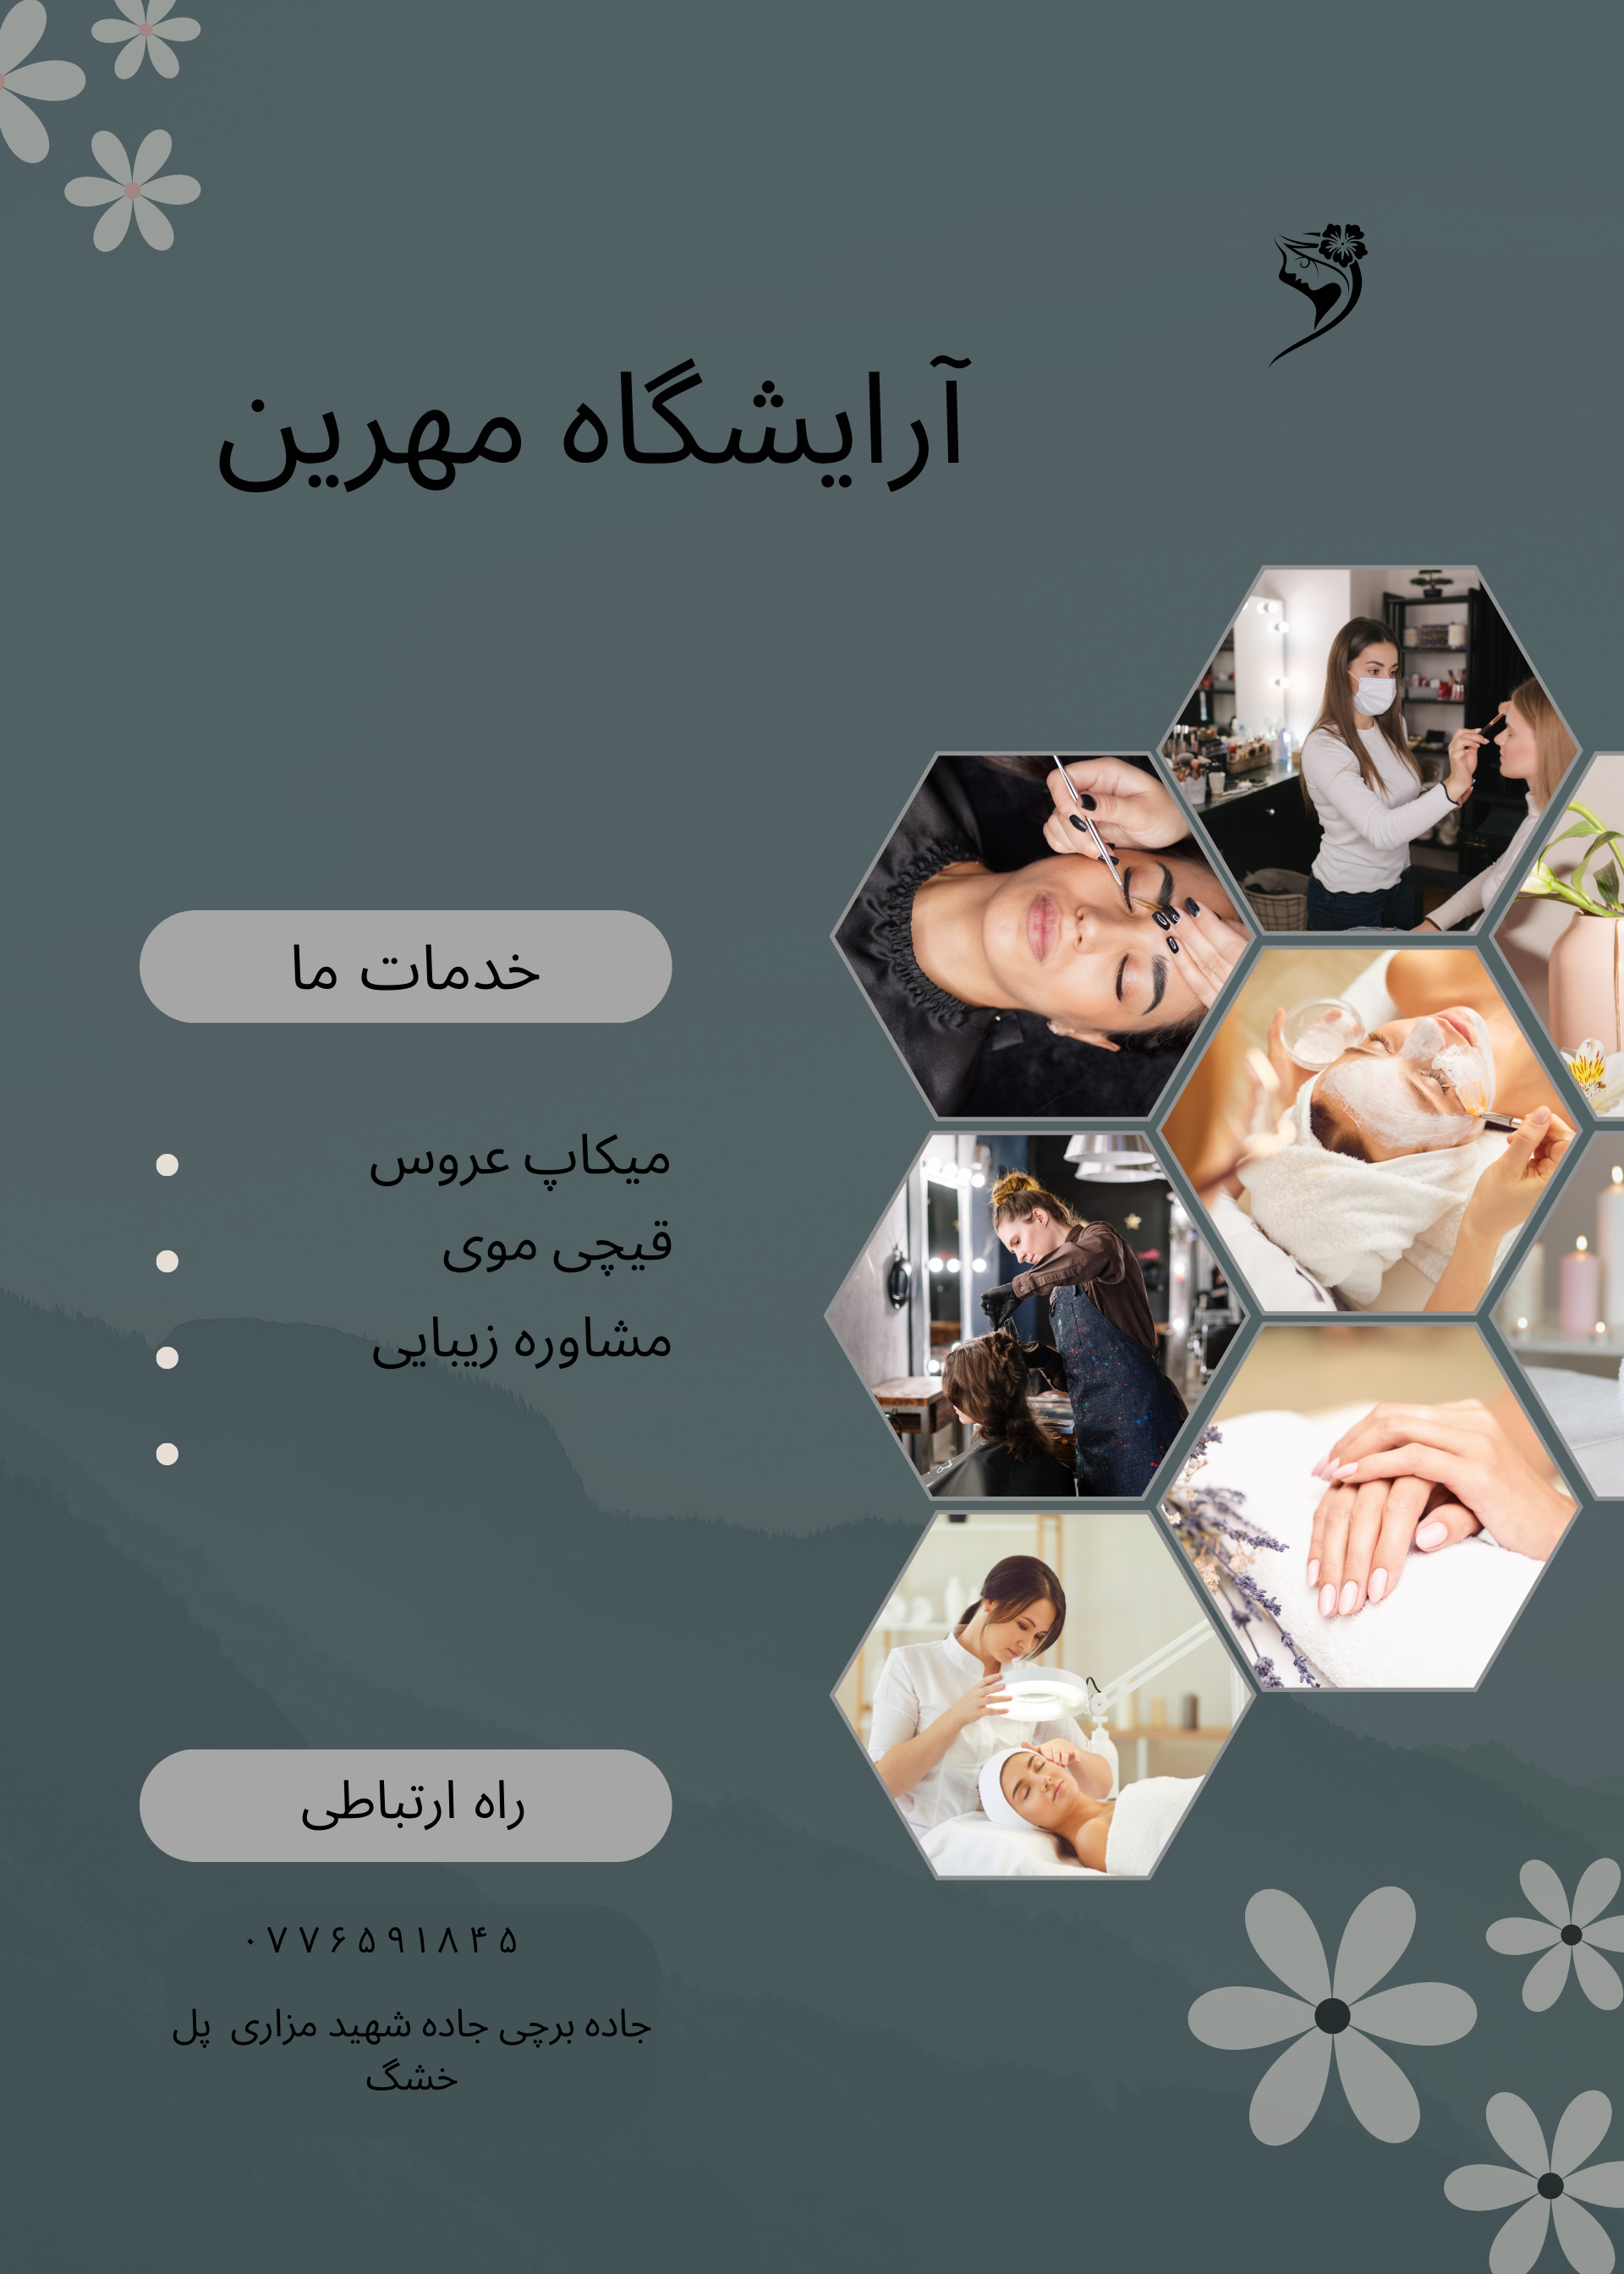 آرایشگاه مهرین
خدمات ما
میکاپ عروس
قیچی موی
مشاوره زیبایی
راه ارتباطی
۰۷۷۶۵۹۱۸۴۵
جاده برچی جاده شهید مزاری پل
خشگ